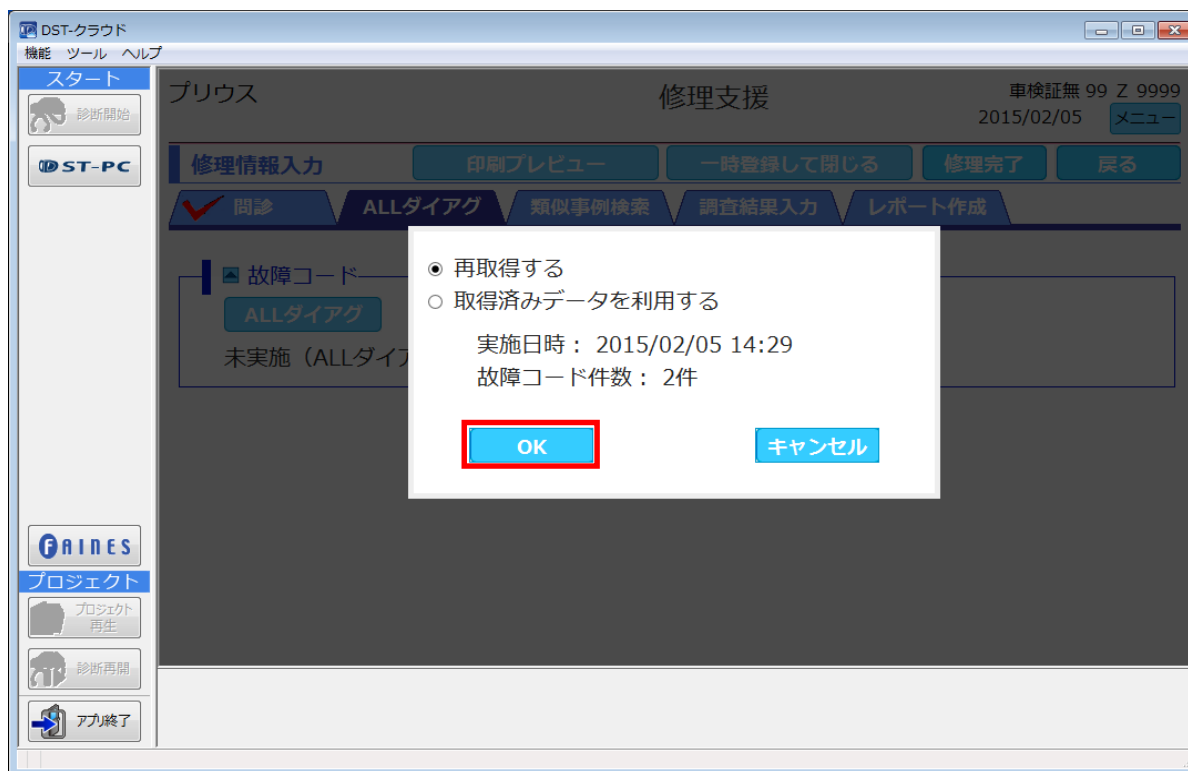 DST-クラウド
機能 ツール ヘルプ
スタート
診断開始
DST-PC
FAINES
プロジェクト
プロジェクト
再生
診断再開
アプリ終了
プリウス
修理支援
車検証無 99 Z 9999
2015/02/05 メニュー
修理情報入力 印刷プレビュー 一時登録して閉じる 修理完了 戻る
問診 ALLダイアグ 類似事例検索 調査結果入力 レポート作成
故障コード
ALLダイアグ
未実施（ALLダイア
再取得する
取得済みデータを利用する
実施日時： 2015/02/05 14:29
故障コード件数： 2件
OK キャンセル